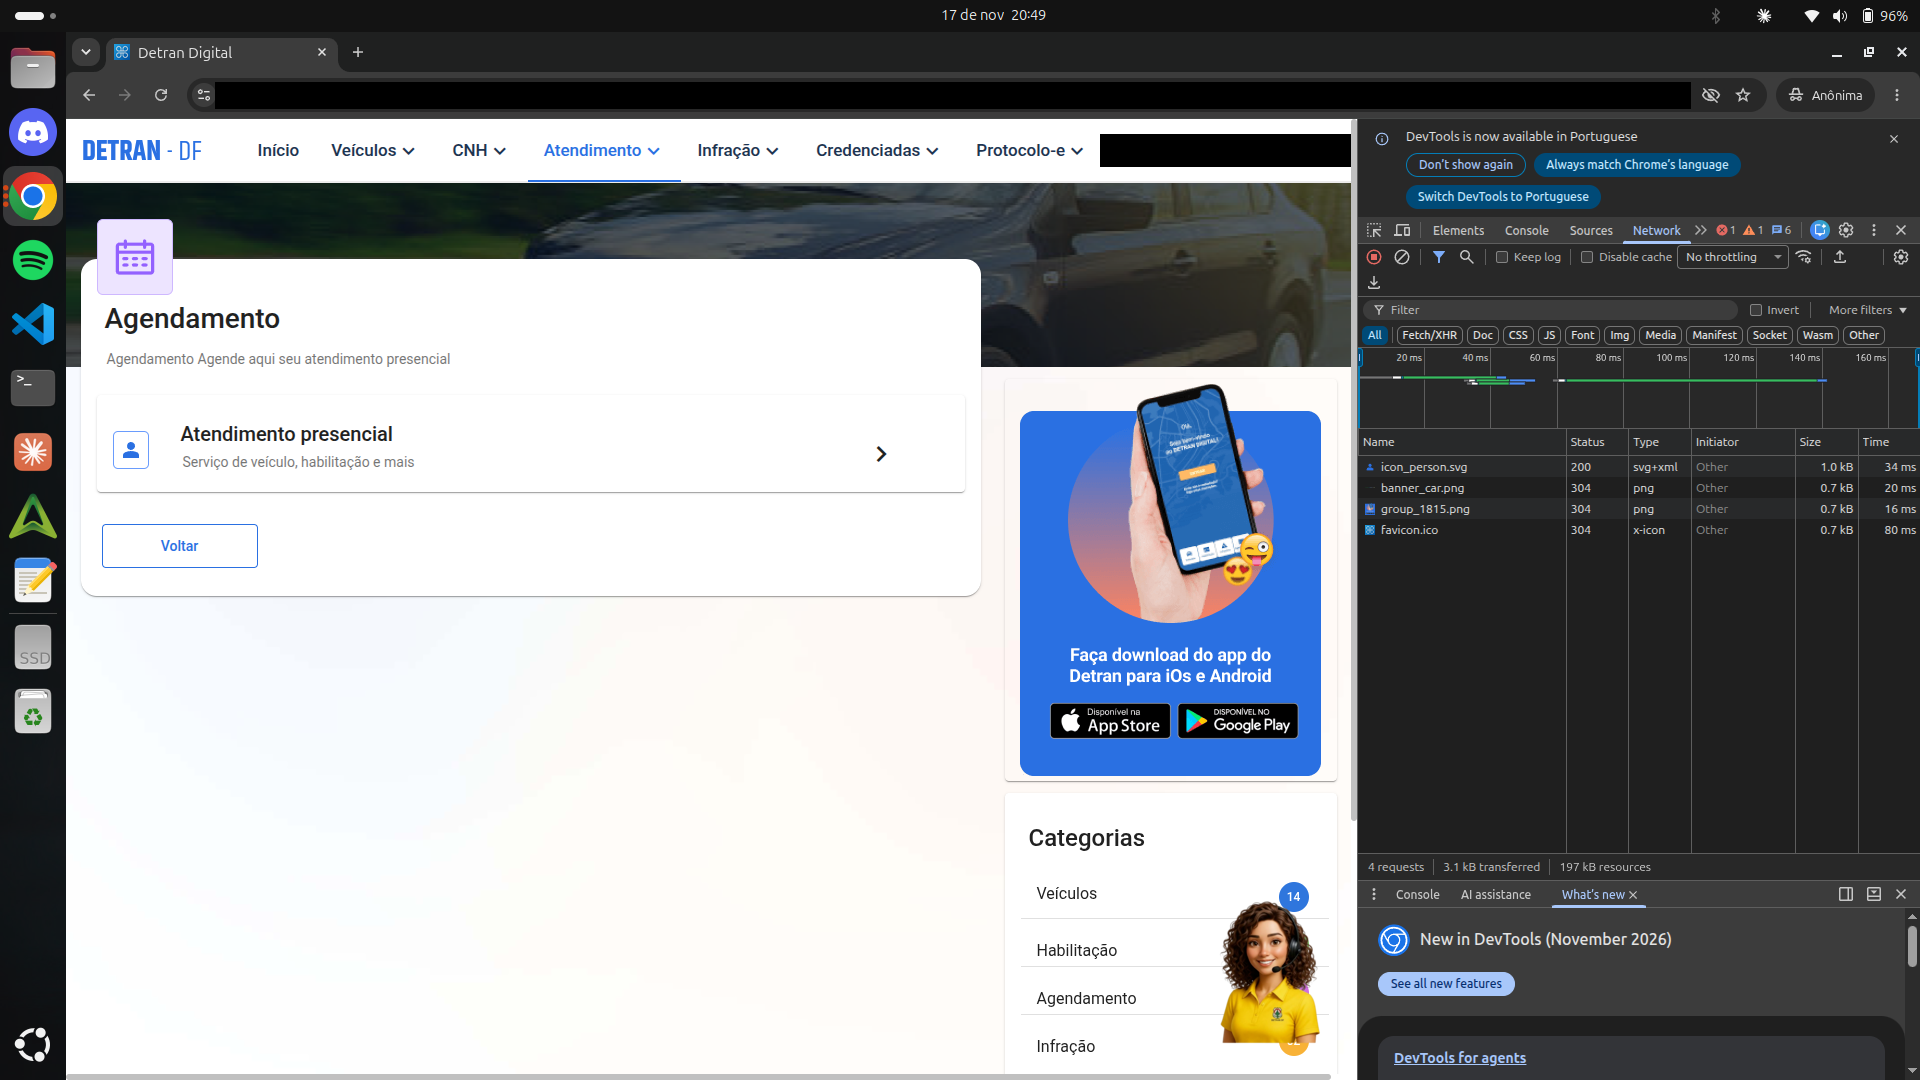 17 de nov 20:49
96%
Detran Digital
Anônima
DETRAN - DF
Início
Veículos
CNH
Atendimento
Infração
Credenciadas
Protocolo-e
Agendamento
Agendamento Agende aqui seu atendimento presencial
Atendimento presencial
Serviço de veículo, habilitação e mais
Voltar
Olá,
Seja bem-vindo
ao DETRAN DIGITAL!
Faça download do app do
Detran para iOs e Android
Disponível na
App Store
DISPONÍVEL NO
Google Play
Categorias
Veículos
14
Habilitação
Agendamento
Infração
SSD
DevTools is now available in Portuguese
Don't show again
Always match Chrome's language
Switch DevTools to Portuguese
Elements
Console
Sources
Network
1
1
6
Keep log
Disable cache
No throttling
Filter
Invert
More filters
All
Fetch/XHR
Doc
CSS
JS
Font
Img
Media
Manifest
Socket
Wasm
Other
20 ms
40 ms
60 ms
80 ms
100 ms
120 ms
140 ms
160 ms
Name Status Type Initiator Size Time
icon_person.svg 200 svg+xml Other 1.0 kB 34 ms
banner_car.png 304 png Other 0.7 kB 20 ms
group_1815.png 304 png Other 0.7 kB 16 ms
favicon.ico 304 x-icon Other 0.7 kB 80 ms
4 requests
3.1 kB transferred
197 kB resources
Console
AI assistance
What's new
New in DevTools (November 2026)
See all new features
DevTools for agents